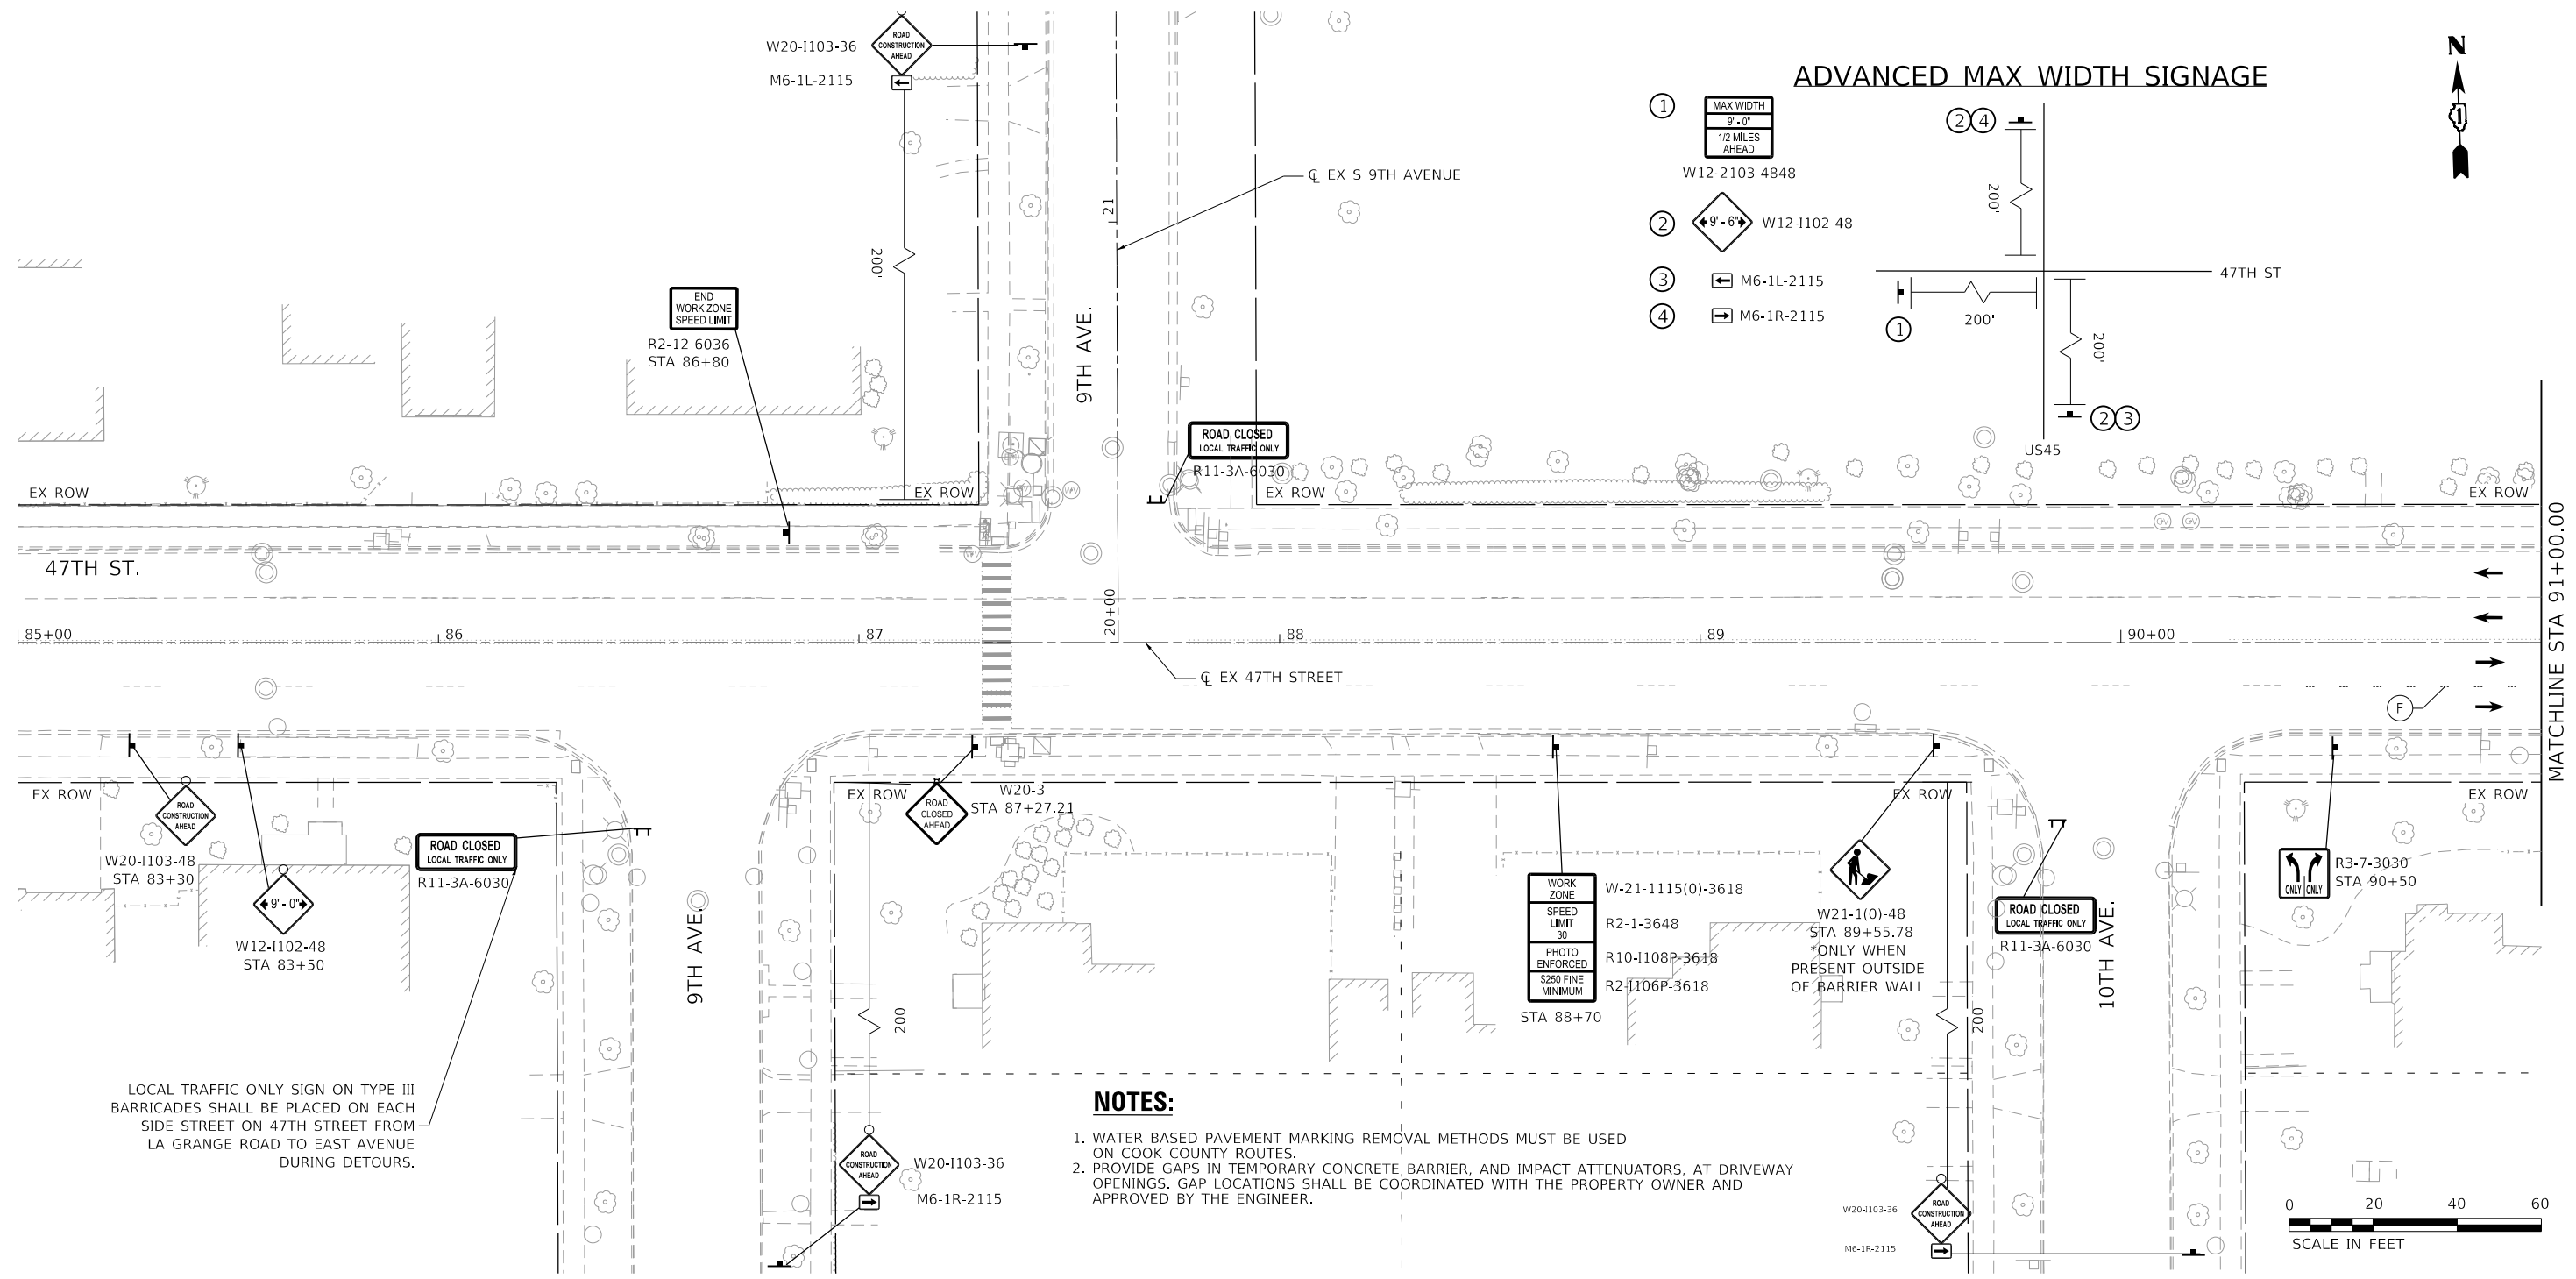 W20-I103-36
ROAD
CONSTRUCTION
AHEAD
M6-1L-2115
200'
END
WORK ZONE
SPEED LIMIT
R2-12-6036
STA 86+80
21
℄ EX S 9TH AVENUE
9TH AVE.
ROAD CLOSED
LOCAL TRAFFIC ONLY
R11-3A-6030
ADVANCED MAX WIDTH SIGNAGE
N
1
1
MAX WIDTH
9' - 0"
1/2 MILES
AHEAD
W12-2103-4848
2
9' - 6"
W12-I102-48
3
M6-1L-2115
4
M6-1R-2115
2 4
200'
47TH ST
1
200'
200'
2 3
US45
EX ROW
EX ROW
EX ROW
EX ROW
47TH ST.
85+00
86
87
20+00
88
89
90+00
℄ EX 47TH STREET
F
MATCHLINE STA 91+00.00
EX ROW
EX ROW
EX ROW
EX ROW
ROAD
CONSTRUCTION
AHEAD
W20-I103-48
STA 83+30
9' - 0"
W12-I102-48
STA 83+50
ROAD CLOSED
LOCAL TRAFFIC ONLY
R11-3A-6030
9TH AVE.
ROAD
CLOSED
AHEAD
W20-3
STA 87+27.21
200'
WORK
ZONE
W-21-1115(0)-3618
SPEED
LIMIT
30
R2-1-3648
PHOTO
ENFORCED
R10-I108P-3618
$250 FINE
MINIMUM
R2-I106P-3618
STA 88+70
W21-1(0)-48
STA 89+55.78
*ONLY WHEN
PRESENT OUTSIDE
OF BARRIER WALL
200'
ROAD CLOSED
LOCAL TRAFFIC ONLY
R11-3A-6030
10TH AVE.
ONLY ONLY
R3-7-3030
STA 90+50
LOCAL TRAFFIC ONLY SIGN ON TYPE III
BARRICADES SHALL BE PLACED ON EACH
SIDE STREET ON 47TH STREET FROM
LA GRANGE ROAD TO EAST AVENUE
DURING DETOURS.
ROAD
CONSTRUCTION
AHEAD
W20-I103-36
M6-1R-2115
NOTES:
1. WATER BASED PAVEMENT MARKING REMOVAL METHODS MUST BE USED
ON COOK COUNTY ROUTES.
2. PROVIDE GAPS IN TEMPORARY CONCRETE BARRIER, AND IMPACT ATTENUATORS, AT DRIVEWAY
OPENINGS. GAP LOCATIONS SHALL BE COORDINATED WITH THE PROPERTY OWNER AND
APPROVED BY THE ENGINEER.
W20-I103-36
ROAD
CONSTRUCTION
AHEAD
M6-1R-2115
0 20 40 60
SCALE IN FEET